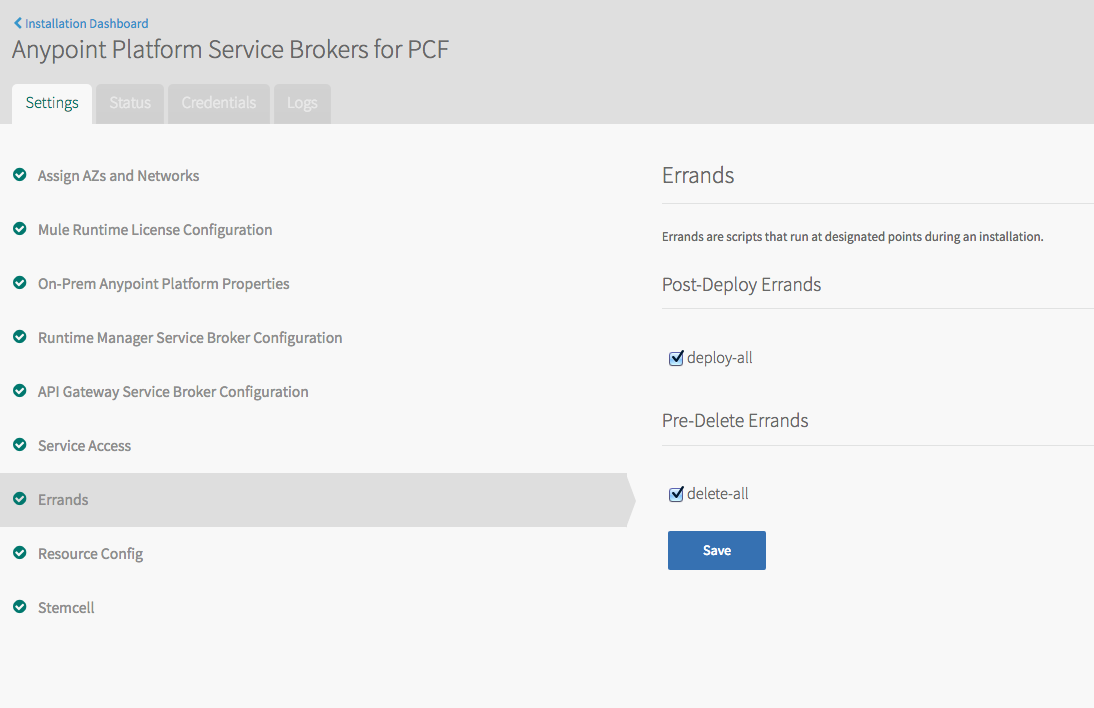 Installation Dashboard
Anypoint Platform Service Brokers for PCF
Settings
Status
Credentials
Logs
Assign AZs and Networks
Mule Runtime License Configuration
On-Prem Anypoint Platform Properties
Runtime Manager Service Broker Configuration
API Gateway Service Broker Configuration
Service Access
Errands
Resource Config
Stemcell
Errands
Errands are scripts that run at designated points during an installation.
Post-Deploy Errands
deploy-all
Pre-Delete Errands
delete-all
Save